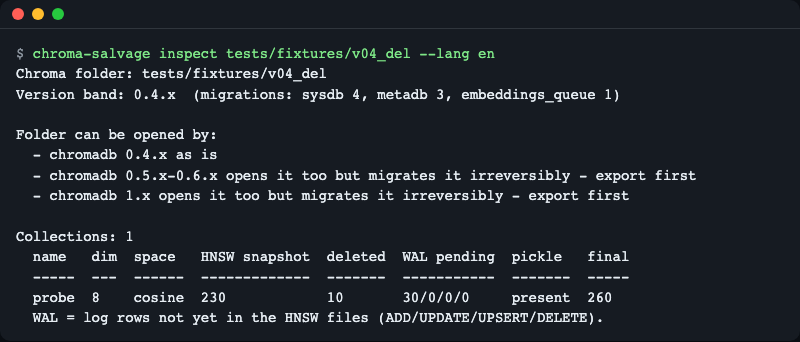 $ chroma-salvage inspect tests/fixtures/v04_del --lang en
Chroma folder: tests/fixtures/v04_del
Version band: 0.4.x  (migrations: sysdb 4, metadb 3, embeddings_queue 1)
Folder can be opened by:
  - chromadb 0.4.x as is
  - chromadb 0.5.x-0.6.x opens it too but migrates it irreversibly - export first
  - chromadb 1.x opens it too but migrates it irreversibly - export first
Collections: 1
  name   dim  space   HNSW snapshot  deleted  WAL pending  pickle   final
  -----  ---  ------  -------------  -------  -----------  -------  -----
  probe  8    cosine  230            10       30/0/0/0     present  260
  WAL = log rows not yet in the HNSW files (ADD/UPDATE/UPSERT/DELETE).